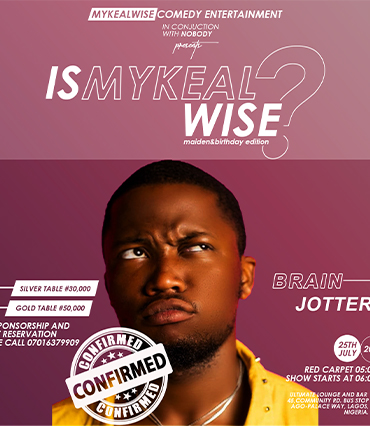 MYKEALWISE COMEDY ENTERTAINMENT
IN CONJUCTION
WITH NOBODY
presents
IS MYKEAL
WISE?
maiden&birthday edition
SILVER TABLE #30,000
GOLD TABLE #50,000
PONSORSHIP AND
RESERVATION
E CALL 07016379909
CONFIRMED
CONFIRMED
CONFIRMED
BRAIN
JOTTER
25TH
JULY
20
RED CARPET 05:0
SHOW STARTS AT 06:0
ULTIMATE LOUNGE AND BAR
COMMUNITY RD. BUS STOP
AGO-PALACE WAY, LAGOS
NIGERIA.